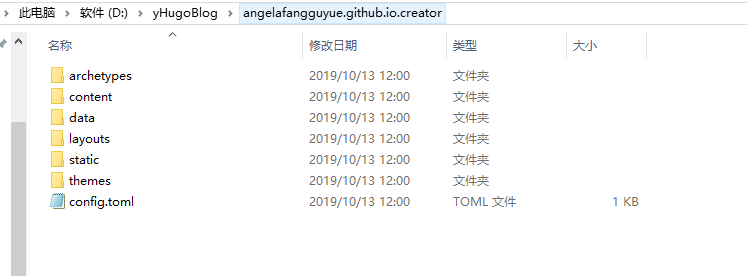 此电脑 > 软件 (D:) > yHugoBlog > angelafangguyue.github.io.creator
名称 修改日期 类型 大小
archetypes 2019/10/13 12:00 文件夹
content 2019/10/13 12:00 文件夹
data 2019/10/13 12:00 文件夹
layouts 2019/10/13 12:00 文件夹
static 2019/10/13 12:00 文件夹
themes 2019/10/13 12:00 文件夹
config.toml 2019/10/13 12:00 TOML 文件 1 KB